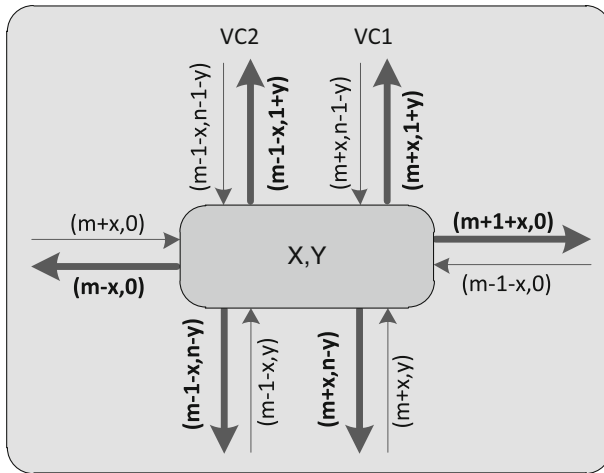 VC2 VC1
(m-1-x,n-1-y)
(m-1-x,1+y)
(m+x,n-1-y)
(m+x,1+y)
(m+x,0)
(m+1+x,0)
X,Y
(m-x,0)
(m-1-x,0)
(m-1-x,n-y)
(m-1-x,y)
(m+x,n-y)
(m+x,y)